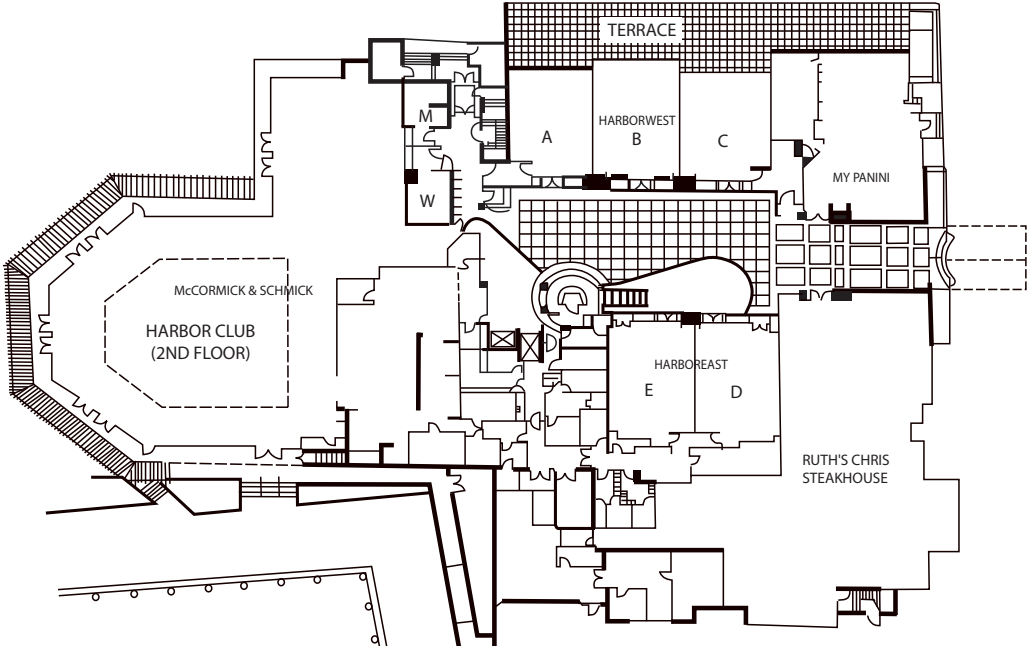 TERRACE
M
A
HARBORWEST
B
C
MY PANINI
W
McCORMICK & SCHMICK
HARBOR CLUB
(2ND FLOOR)
HARBOREAST
E
D
RUTH'S CHRIS
STEAKHOUSE